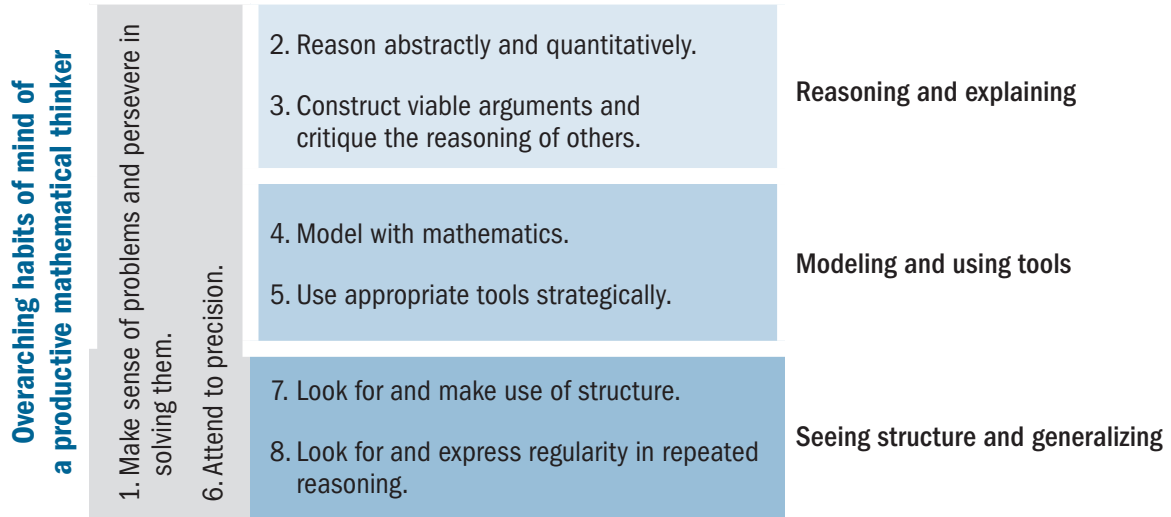 Overarching habits of mind of
a productive mathematical thinker
1. Make sense of problems and persevere in
solving them.
6. Attend to precision.
2. Reason abstractly and quantitatively.
3. Construct viable arguments and
critique the reasoning of others.
Reasoning and explaining
4. Model with mathematics.
5. Use appropriate tools strategically.
Modeling and using tools
7. Look for and make use of structure.
8. Look for and express regularity in repeated
reasoning.
Seeing structure and generalizing